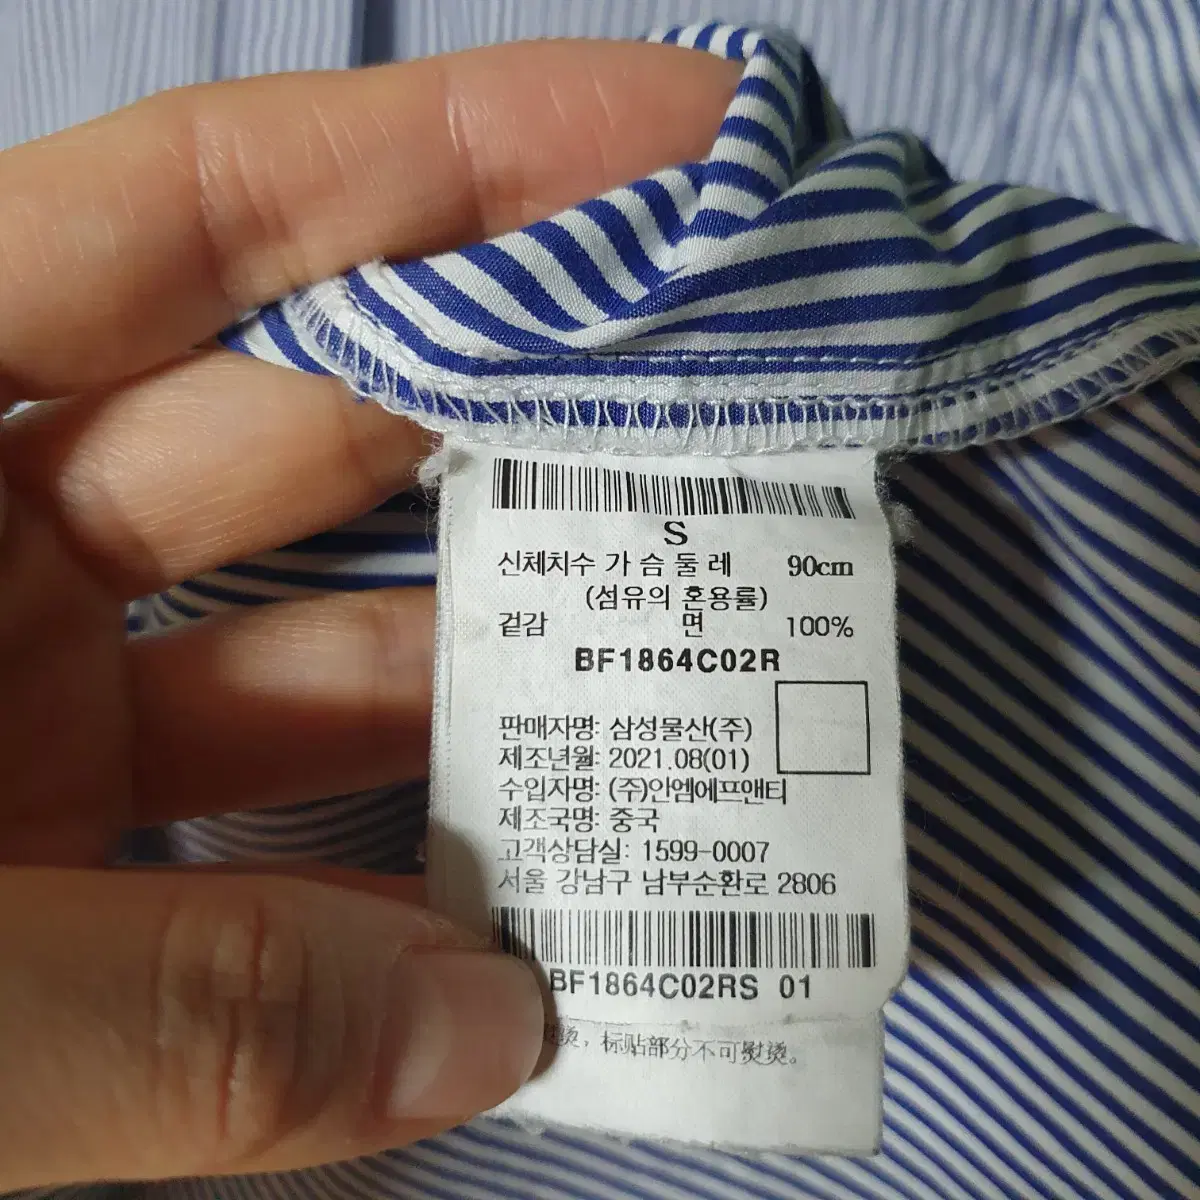 S
신체치수 가 슴 둘 레 90cm
(섬유의 혼용률)
겉감 면 100%
BF1864C02R
판매자명: 삼성물산(주)
제조년월: 2021.08(01)
수입자명: (주)안엠에프앤티
제조국명: 중국
고객상담실: 1599-0007
서울 강남구 남부순환로 2806
BF1864C02RS 01
烫，标贴部分不可熨烫。